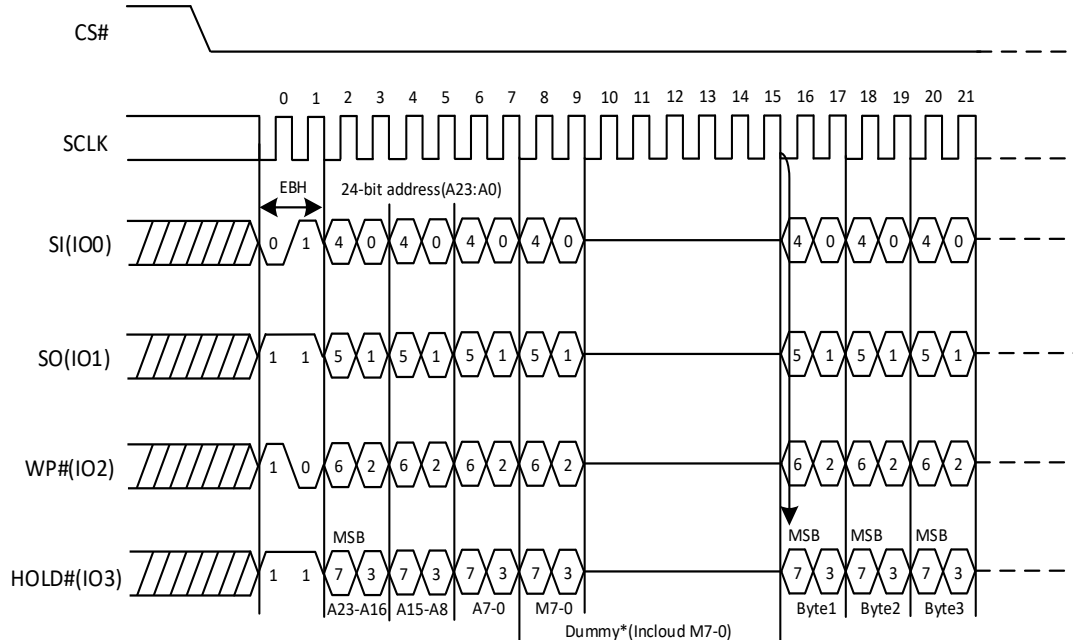 CS#
0 1 2 3 4 5 6 7 8 9 10 11 12 13 14 15 16 17 18 19 20 21
SCLK
EBH 24-bit address(A23:A0)
SI(IO0) 0 1 4 0 4 0 4 0 4 0 4 0 4 0 4 0
SO(IO1) 1 1 5 1 5 1 5 1 5 1 5 1 5 1 5 1
WP#(IO2) 1 0 6 2 6 2 6 2 6 2 6 2 6 2 6 2
MSB MSB MSB MSB
HOLD#(IO3) 1 1 7 3 7 3 7 3 7 3 7 3 7 3 7 3
A23-A16 A15-A8 A7-0 M7-0 Byte1 Byte2 Byte3
Dummy*(Incloud M7-0)